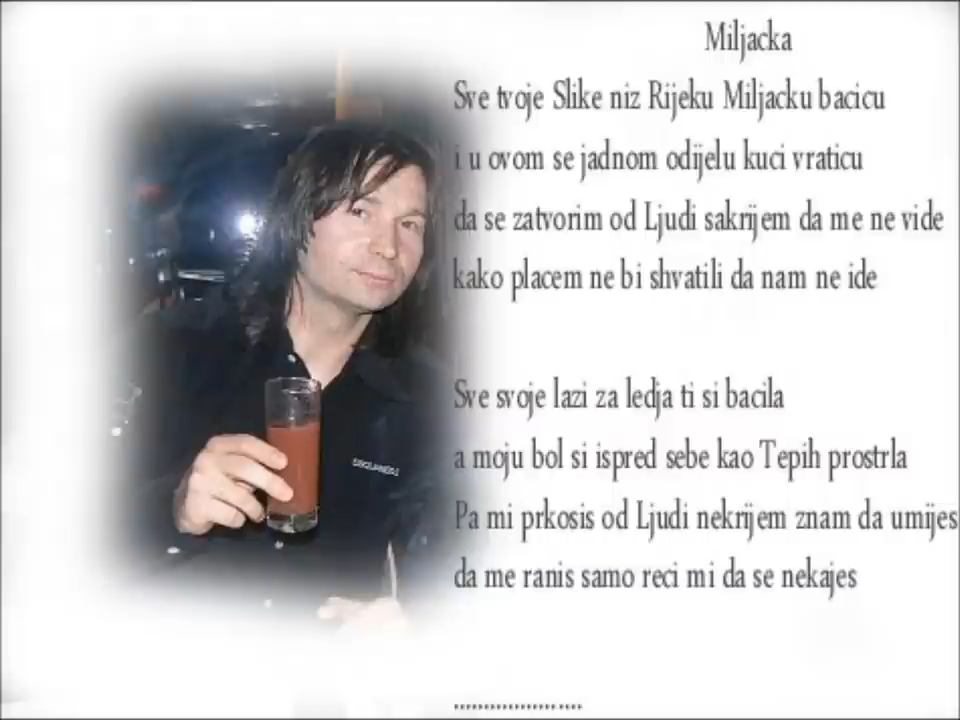 Miljacka
Sve tvoje Slike niz Rijeku Miljacku bacicu
i u ovom se jadnom odijelu kuci vraticu
da se zatvorim od Ljudi sakrijem da me ne vide
kako placem ne bi shvatili da nam ne ide
Sve svoje lazi za ledja ti si bacila
a moju bol si ispred sebe kao Tepih prostrla
Pa mi prkosis od Ljudi nekrijem znam da umijes
da me ranis samo reci mi da se nekajes
......................